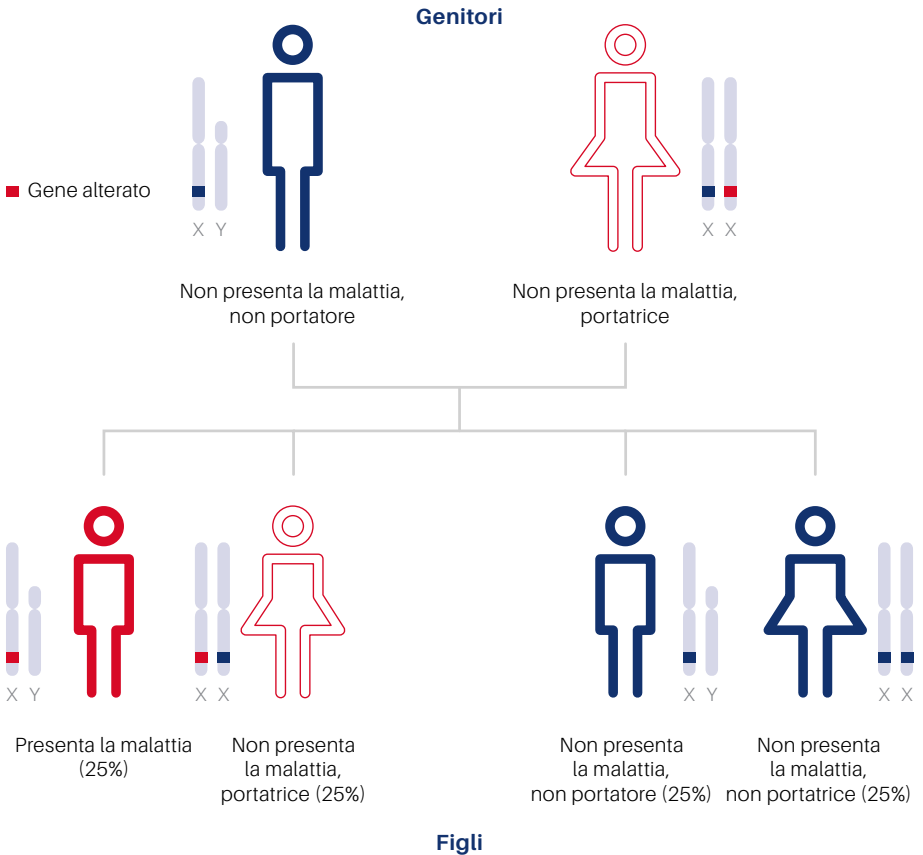 Genitori
Gene alterato
X Y
X X
Non presenta la malattia,
non portatore
Non presenta la malattia,
portatrice
X Y
X X
X Y
X X
Presenta la malattia
(25%)
Non presenta
la malattia,
portatrice (25%)
Non presenta
la malattia,
non portatore (25%)
Non presenta
la malattia,
non portatrice (25%)
Figli